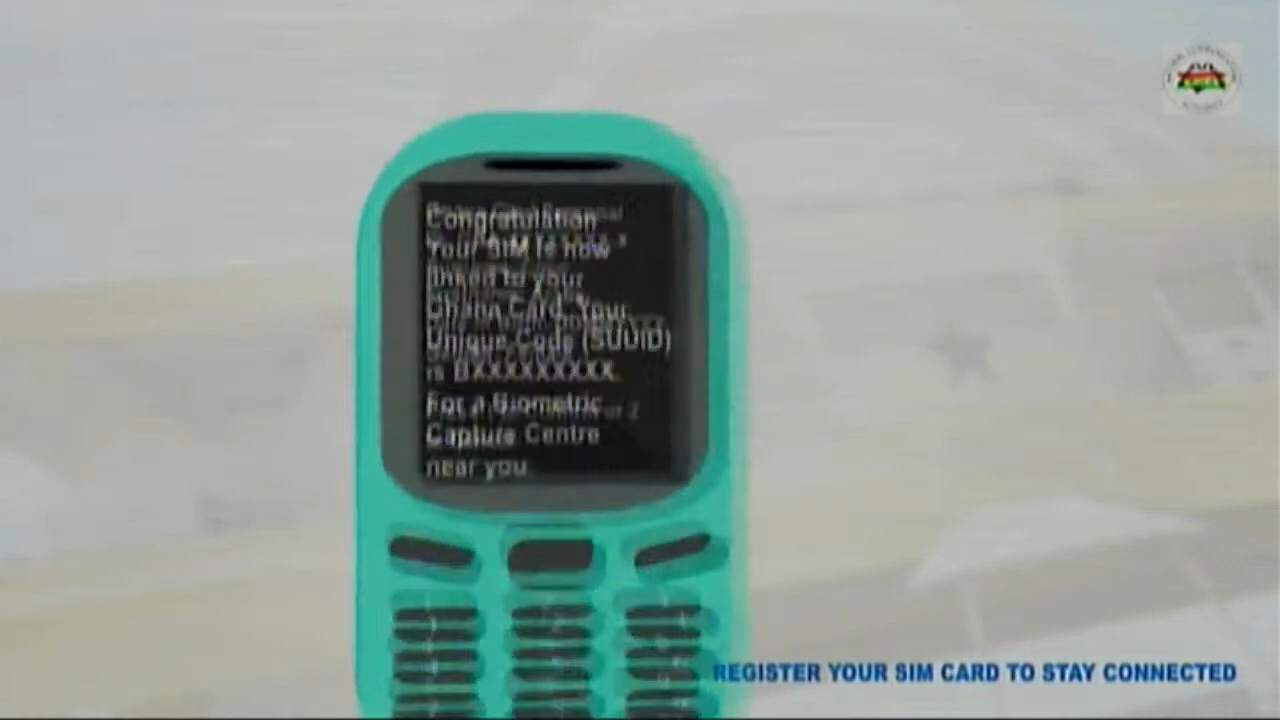 Congratulation
Your SIM is now
linked to your
Ghana Card. Your
Unique Code (SUUID)
is BXXXXXXXXX
For a Biometric
Capture Centre
near you
REGISTER YOUR SIM CARD TO STAY CONNECTED